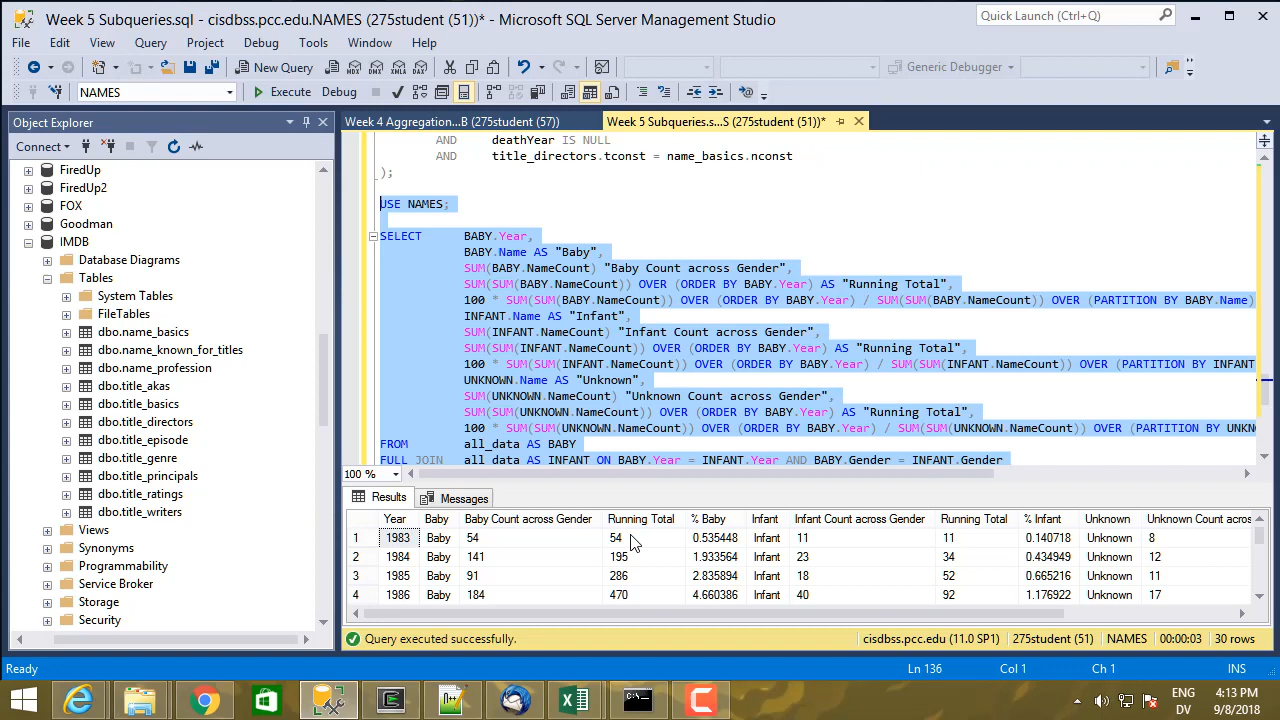 Week 5 Subqueries.sql - cisdbss.pcc.edu.NAMES (275student (51))* - Microsoft SQL Server Management Studio
Quick Launch (Ctrl+Q)
File Edit View Query Project Debug Tools Window Help
New Query
MDX DMX XMLA DAX
Generic Debugger
NAMES
Execute Debug
Object Explorer
Week 4 Aggregation...B (275student (57))
Week 5 Subqueries.s...S (275student (51))*
Connect
FiredUp
FiredUp2
FOX
Goodman
IMDB
Database Diagrams
Tables
System Tables
FileTables
dbo.name_basics
dbo.name_known_for_titles
dbo.name_profession
dbo.title_akas
dbo.title_basics
dbo.title_directors
dbo.title_episode
dbo.title_genre
dbo.title_principals
dbo.title_ratings
dbo.title_writers
Views
Synonyms
Programmability
Service Broker
Storage
Security
AND deathYear IS NULL
AND title_directors.tconst = name_basics.nconst
);
USE NAMES;
SELECT BABY.Year,
BABY.Name AS "Baby",
SUM(BABY.NameCount) "Baby Count across Gender",
SUM(SUM(BABY.NameCount)) OVER (ORDER BY BABY.Year) AS "Running Total",
100 * SUM(SUM(BABY.NameCount)) OVER (ORDER BY BABY.Year) / SUM(SUM(BABY.NameCount)) OVER (PARTITION BY BABY.Name)
INFANT.Name AS "Infant",
SUM(INFANT.NameCount) "Infant Count across Gender",
SUM(SUM(INFANT.NameCount)) OVER (ORDER BY BABY.Year) AS "Running Total",
100 * SUM(SUM(INFANT.NameCount)) OVER (ORDER BY BABY.Year) / SUM(SUM(INFANT.NameCount)) OVER (PARTITION BY INFANT
UNKNOWN.Name AS "Unknown",
SUM(UNKNOWN.NameCount) "Unknown Count across Gender",
SUM(SUM(UNKNOWN.NameCount)) OVER (ORDER BY BABY.Year) AS "Running Total",
100 * SUM(SUM(UNKNOWN.NameCount)) OVER (ORDER BY BABY.Year) / SUM(SUM(UNKNOWN.NameCount)) OVER (PARTITION BY UNKN
FROM all_data AS BABY
FULL JOIN all_data AS INFANT ON BABY.Year = INFANT.Year AND BABY.Gender = INFANT.Gender
100 %
Results Messages
Year Baby Baby Count across Gender Running Total % Baby Infant Infant Count across Gender Running Total % Infant Unknown Unknown Count across
1 1983 Baby 54 54 0.535448 Infant 11 11 0.140718 Unknown 8
2 1984 Baby 141 195 1.933564 Infant 23 34 0.434949 Unknown 12
3 1985 Baby 91 286 2.835894 Infant 18 52 0.665216 Unknown 11
4 1986 Baby 184 470 4.660386 Infant 40 92 1.176922 Unknown 17
Query executed successfully.
cisdbss.pcc.edu (11.0 SP1) 275student (51) NAMES 00:00:03 30 rows
Ready Ln 136 Col 1 Ch 1 INS
ENG 4:13 PM
DV 9/8/2018